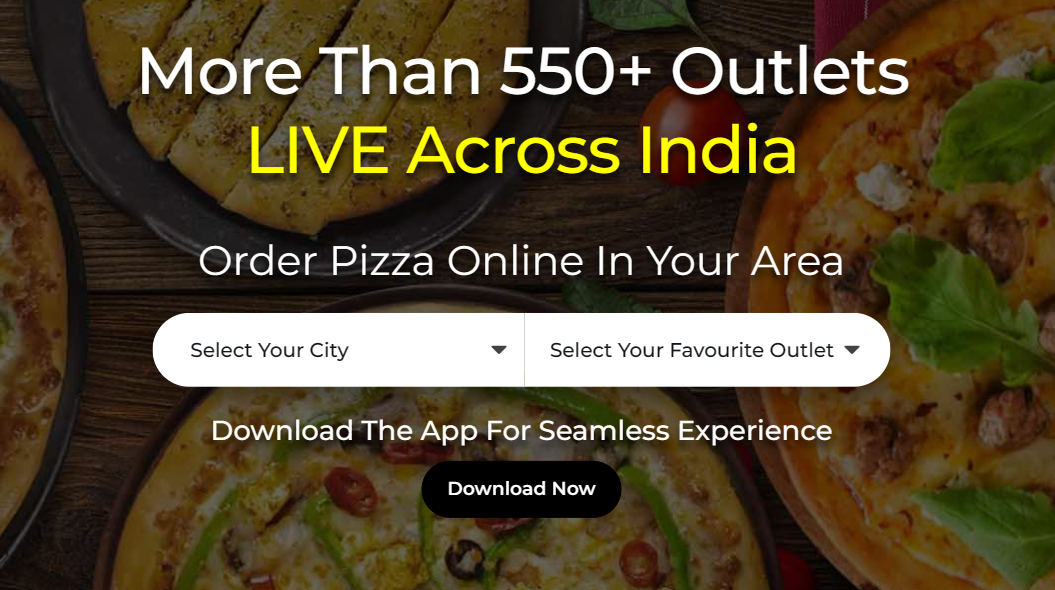 More Than 550+ Outlets
LIVE Across India
Order Pizza Online In Your Area
Select Your City
Select Your Favourite Outlet
Download The App For Seamless Experience
Download Now